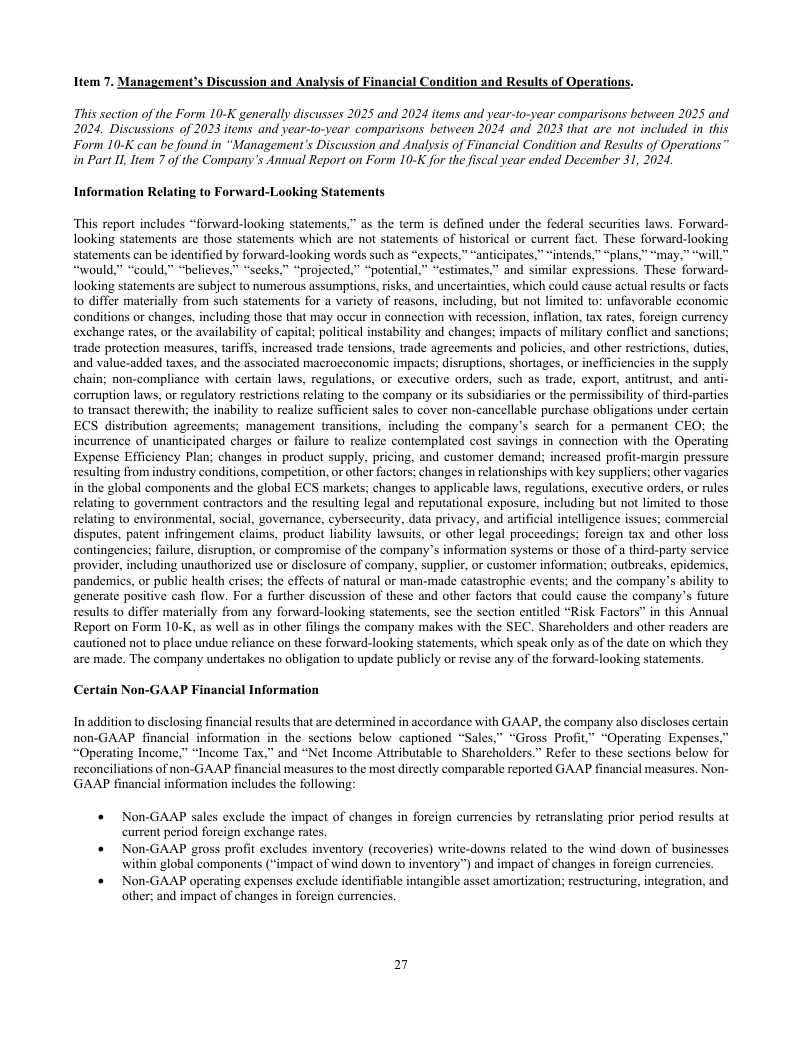 Item 7. Management’s Discussion and Analysis of Financial Condition and Results of Operations.
This section of the Form 10-K generally discusses 2025 and 2024 items and year-to-year comparisons between 2025 and
2024. Discussions of 2023 items and year-to-year comparisons between 2024 and 2023 that are not included in this
Form 10-K can be found in “Management’s Discussion and Analysis of Financial Condition and Results of Operations”
in Part II, Item 7 of the Company’s Annual Report on Form 10-K for the fiscal year ended December 31, 2024.
Information Relating to Forward-Looking Statements
This report includes “forward-looking statements,” as the term is defined under the federal securities laws. Forward-
looking statements are those statements which are not statements of historical or current fact. These forward-looking
statements can be identified by forward-looking words such as “expects,” “anticipates,” “intends,” “plans,” “may,” “will,”
“would,” “could,” “believes,” “seeks,” “projected,” “potential,” “estimates,” and similar expressions. These forward-
looking statements are subject to numerous assumptions, risks, and uncertainties, which could cause actual results or facts
to differ materially from such statements for a variety of reasons, including, but not limited to: unfavorable economic
conditions or changes, including those that may occur in connection with recession, inflation, tax rates, foreign currency
exchange rates, or the availability of capital; political instability and changes; impacts of military conflict and sanctions;
trade protection measures, tariffs, increased trade tensions, trade agreements and policies, and other restrictions, duties,
and value-added taxes, and the associated macroeconomic impacts; disruptions, shortages, or inefficiencies in the supply
chain; non-compliance with certain laws, regulations, or executive orders, such as trade, export, antitrust, and anti-
corruption laws, or regulatory restrictions relating to the company or its subsidiaries or the permissibility of third-parties
to transact therewith; the inability to realize sufficient sales to cover non-cancellable purchase obligations under certain
ECS distribution agreements; management transitions, including the company’s search for a permanent CEO; the
incurrence of unanticipated charges or failure to realize contemplated cost savings in connection with the Operating
Expense Efficiency Plan; changes in product supply, pricing, and customer demand; increased profit-margin pressure
resulting from industry conditions, competition, or other factors; changes in relationships with key suppliers; other vagaries
in the global components and the global ECS markets; changes to applicable laws, regulations, executive orders, or rules
relating to government contractors and the resulting legal and reputational exposure, including but not limited to those
relating to environmental, social, governance, cybersecurity, data privacy, and artificial intelligence issues; commercial
disputes, patent infringement claims, product liability lawsuits, or other legal proceedings; foreign tax and other loss
contingencies; failure, disruption, or compromise of the company’s information systems or those of a third-party service
provider, including unauthorized use or disclosure of company, supplier, or customer information; outbreaks, epidemics,
pandemics, or public health crises; the effects of natural or man-made catastrophic events; and the company’s ability to
generate positive cash flow. For a further discussion of these and other factors that could cause the company’s future
results to differ materially from any forward-looking statements, see the section entitled “Risk Factors” in this Annual
Report on Form 10-K, as well as in other filings the company makes with the SEC. Shareholders and other readers are
cautioned not to place undue reliance on these forward-looking statements, which speak only as of the date on which they
are made. The company undertakes no obligation to update publicly or revise any of the forward-looking statements.
Certain Non-GAAP Financial Information
In addition to disclosing financial results that are determined in accordance with GAAP, the company also discloses certain
non-GAAP financial information in the sections below captioned “Sales,” “Gross Profit,” “Operating Expenses,”
“Operating Income,” “Income Tax,” and “Net Income Attributable to Shareholders.” Refer to these sections below for
reconciliations of non-GAAP financial measures to the most directly comparable reported GAAP financial measures. Non-
GAAP financial information includes the following:
• Non-GAAP sales exclude the impact of changes in foreign currencies by retranslating prior period results at
current period foreign exchange rates.
• Non-GAAP gross profit excludes inventory (recoveries) write-downs related to the wind down of businesses
within global components (“impact of wind down to inventory”) and impact of changes in foreign currencies.
• Non-GAAP operating expenses exclude identifiable intangible asset amortization; restructuring, integration, and
other; and impact of changes in foreign currencies.
27